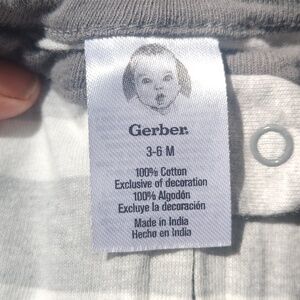 Gerber
3-6 M
100% Cotton
Exclusive of decoration
100% Algodón
Excluye la decoración
Made in India
Hecho en India